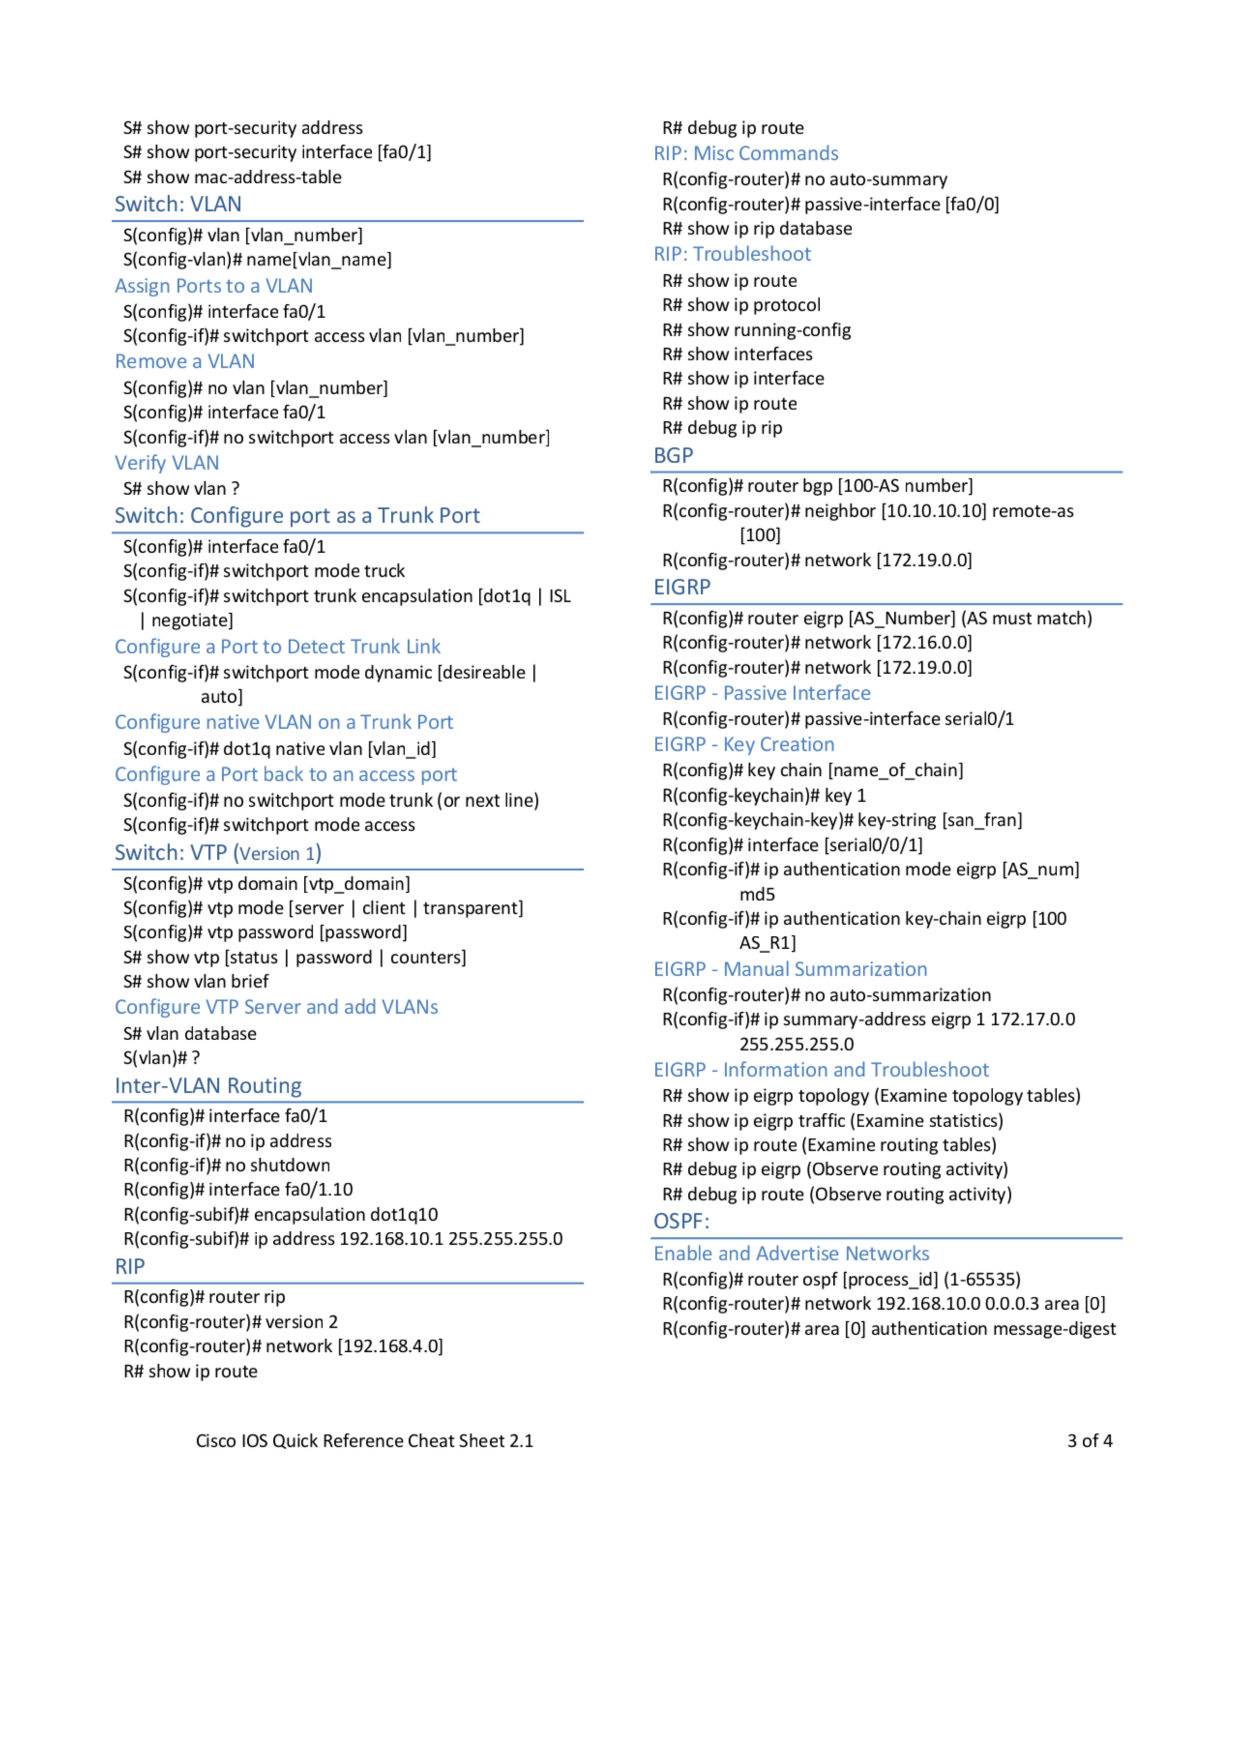 S# show port-security address
S# show port-security interface [fa0/1]
S# show mac-address-table
Switch: VLAN
S(config)# vlan [vlan_number]
S(config-vlan)# name[vlan_name]
Assign Ports to a VLAN
S(config)# interface fa0/1
S(config-if)# switchport access vlan [vlan_number]
Remove a VLAN
S(config)# no vlan [vlan_number]
S(config)# interface fa0/1
S(config-if)# no switchport access vlan [vlan_number]
Verify VLAN
S# show vlan ?
Switch: Configure port as a Trunk Port
S(config)# interface fa0/1
S(config-if)# switchport mode truck
S(config-if)# switchport trunk encapsulation [dot1q | ISL
| negotiate]
Configure a Port to Detect Trunk Link
S(config-if)# switchport mode dynamic [desireable |
auto]
Configure native VLAN on a Trunk Port
S(config-if)# dot1q native vlan [vlan_id]
Configure a Port back to an access port
S(config-if)# no switchport mode trunk (or next line)
S(config-if)# switchport mode access
Switch: VTP (Version 1)
S(config)# vtp domain [vtp_domain]
S(config)# vtp mode [server | client | transparent]
S(config)# vtp password [password]
S# show vtp [status | password | counters]
S# show vlan brief
Configure VTP Server and add VLANs
S# vlan database
S(vlan)# ?
Inter-VLAN Routing
R(config)# interface fa0/1
R(config-if)# no ip address
R(config-if)# no shutdown
R(config)# interface fa0/1.10
R(config-subif)# encapsulation dot1q10
R(config-subif)# ip address 192.168.10.1 255.255.255.0
RIP
R(config)# router rip
R(config-router)# version 2
R(config-router)# network [192.168.4.0]
R# show ip route
R# debug ip route
RIP: Misc Commands
R(config-router)# no auto-summary
R(config-router)# passive-interface [fa0/0]
R# show ip rip database
RIP: Troubleshoot
R# show ip route
R# show ip protocol
R# show running-config
R# show interfaces
R# show ip interface
R# show ip route
R# debug ip rip
BGP
R(config)# router bgp [100-AS number]
R(config-router)# neighbor [10.10.10.10] remote-as
[100]
R(config-router)# network [172.19.0.0]
EIGRP
R(config)# router eigrp [AS_Number] (AS must match)
R(config-router)# network [172.16.0.0]
R(config-router)# network [172.19.0.0]
EIGRP - Passive Interface
R(config-router)# passive-interface serial0/1
EIGRP - Key Creation
R(config)# key chain [name_of_chain]
R(config-keychain)# key 1
R(config-keychain-key)# key-string [san_fran]
R(config)# interface [serial0/0/1]
R(config-if)# ip authentication mode eigrp [AS_num]
md5
R(config-if)# ip authentication key-chain eigrp [100
AS_R1]
EIGRP - Manual Summarization
R(config-router)# no auto-summarization
R(config-if)# ip summary-address eigrp 1 172.17.0.0
255.255.255.0
EIGRP - Information and Troubleshoot
R# show ip eigrp topology (Examine topology tables)
R# show ip eigrp traffic (Examine statistics)
R# show ip route (Examine routing tables)
R# debug ip eigrp (Observe routing activity)
R# debug ip route (Observe routing activity)
OSPF:
Enable and Advertise Networks
R(config)# router ospf [process_id] (1-65535)
R(config-router)# network 192.168.10.0 0.0.0.3 area [0]
R(config-router)# area [0] authentication message-digest
Cisco IOS Quick Reference Cheat Sheet 2.1
3 of 4